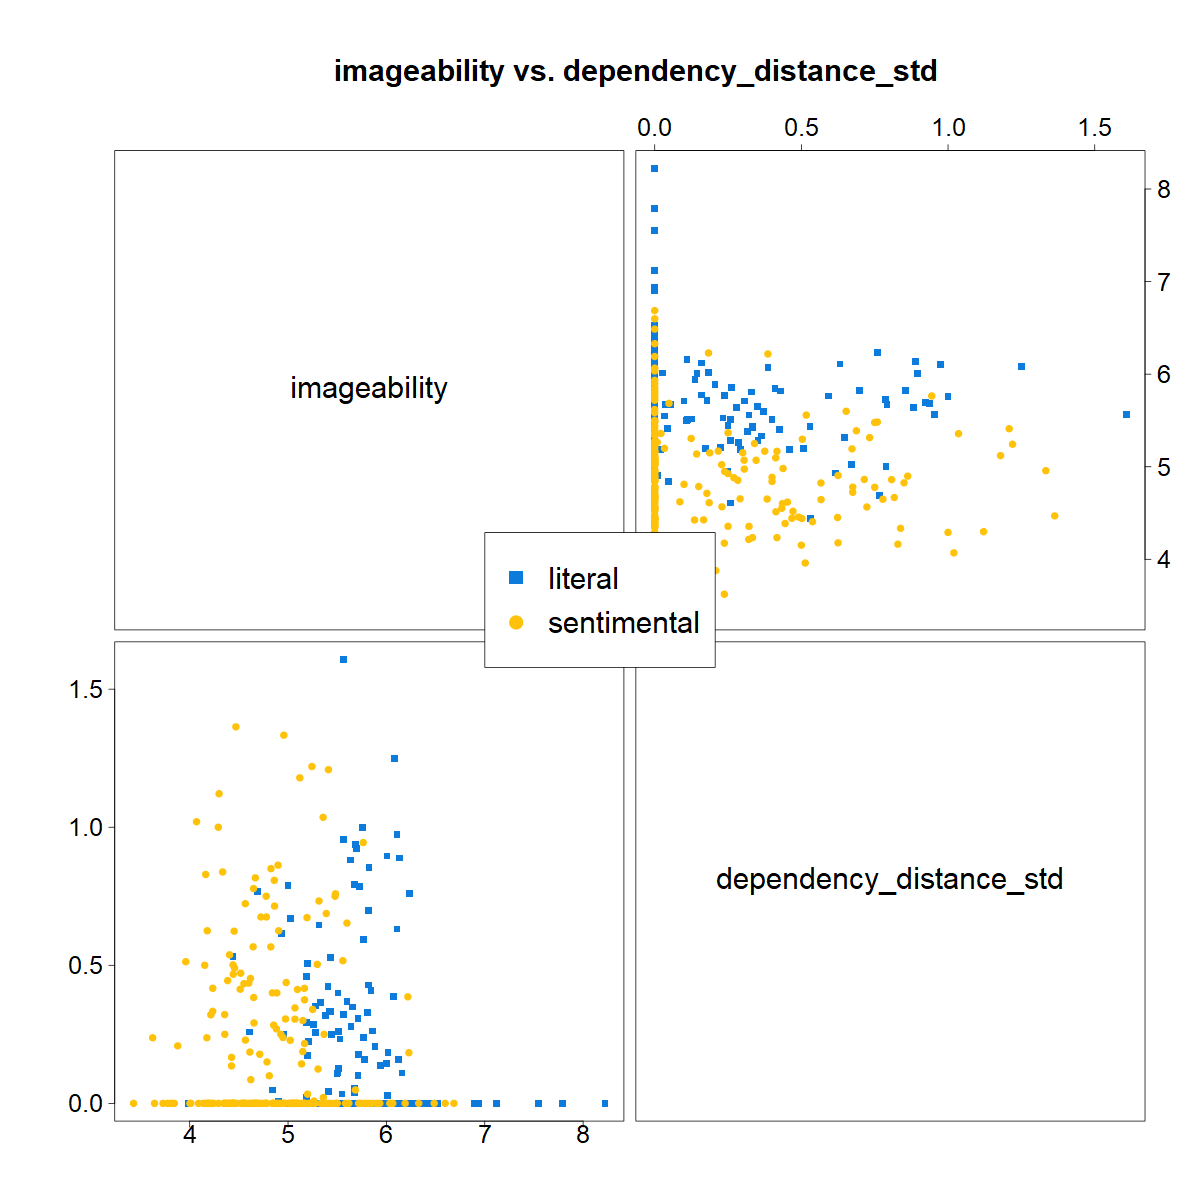 imageability vs. dependency_distance_std
0.0 0.5 1.0 1.5
8
7
6
5
4
imageability
literal
sentimental
1.5
1.0
0.5
0.0
dependency_distance_std
4 5 6 7 8